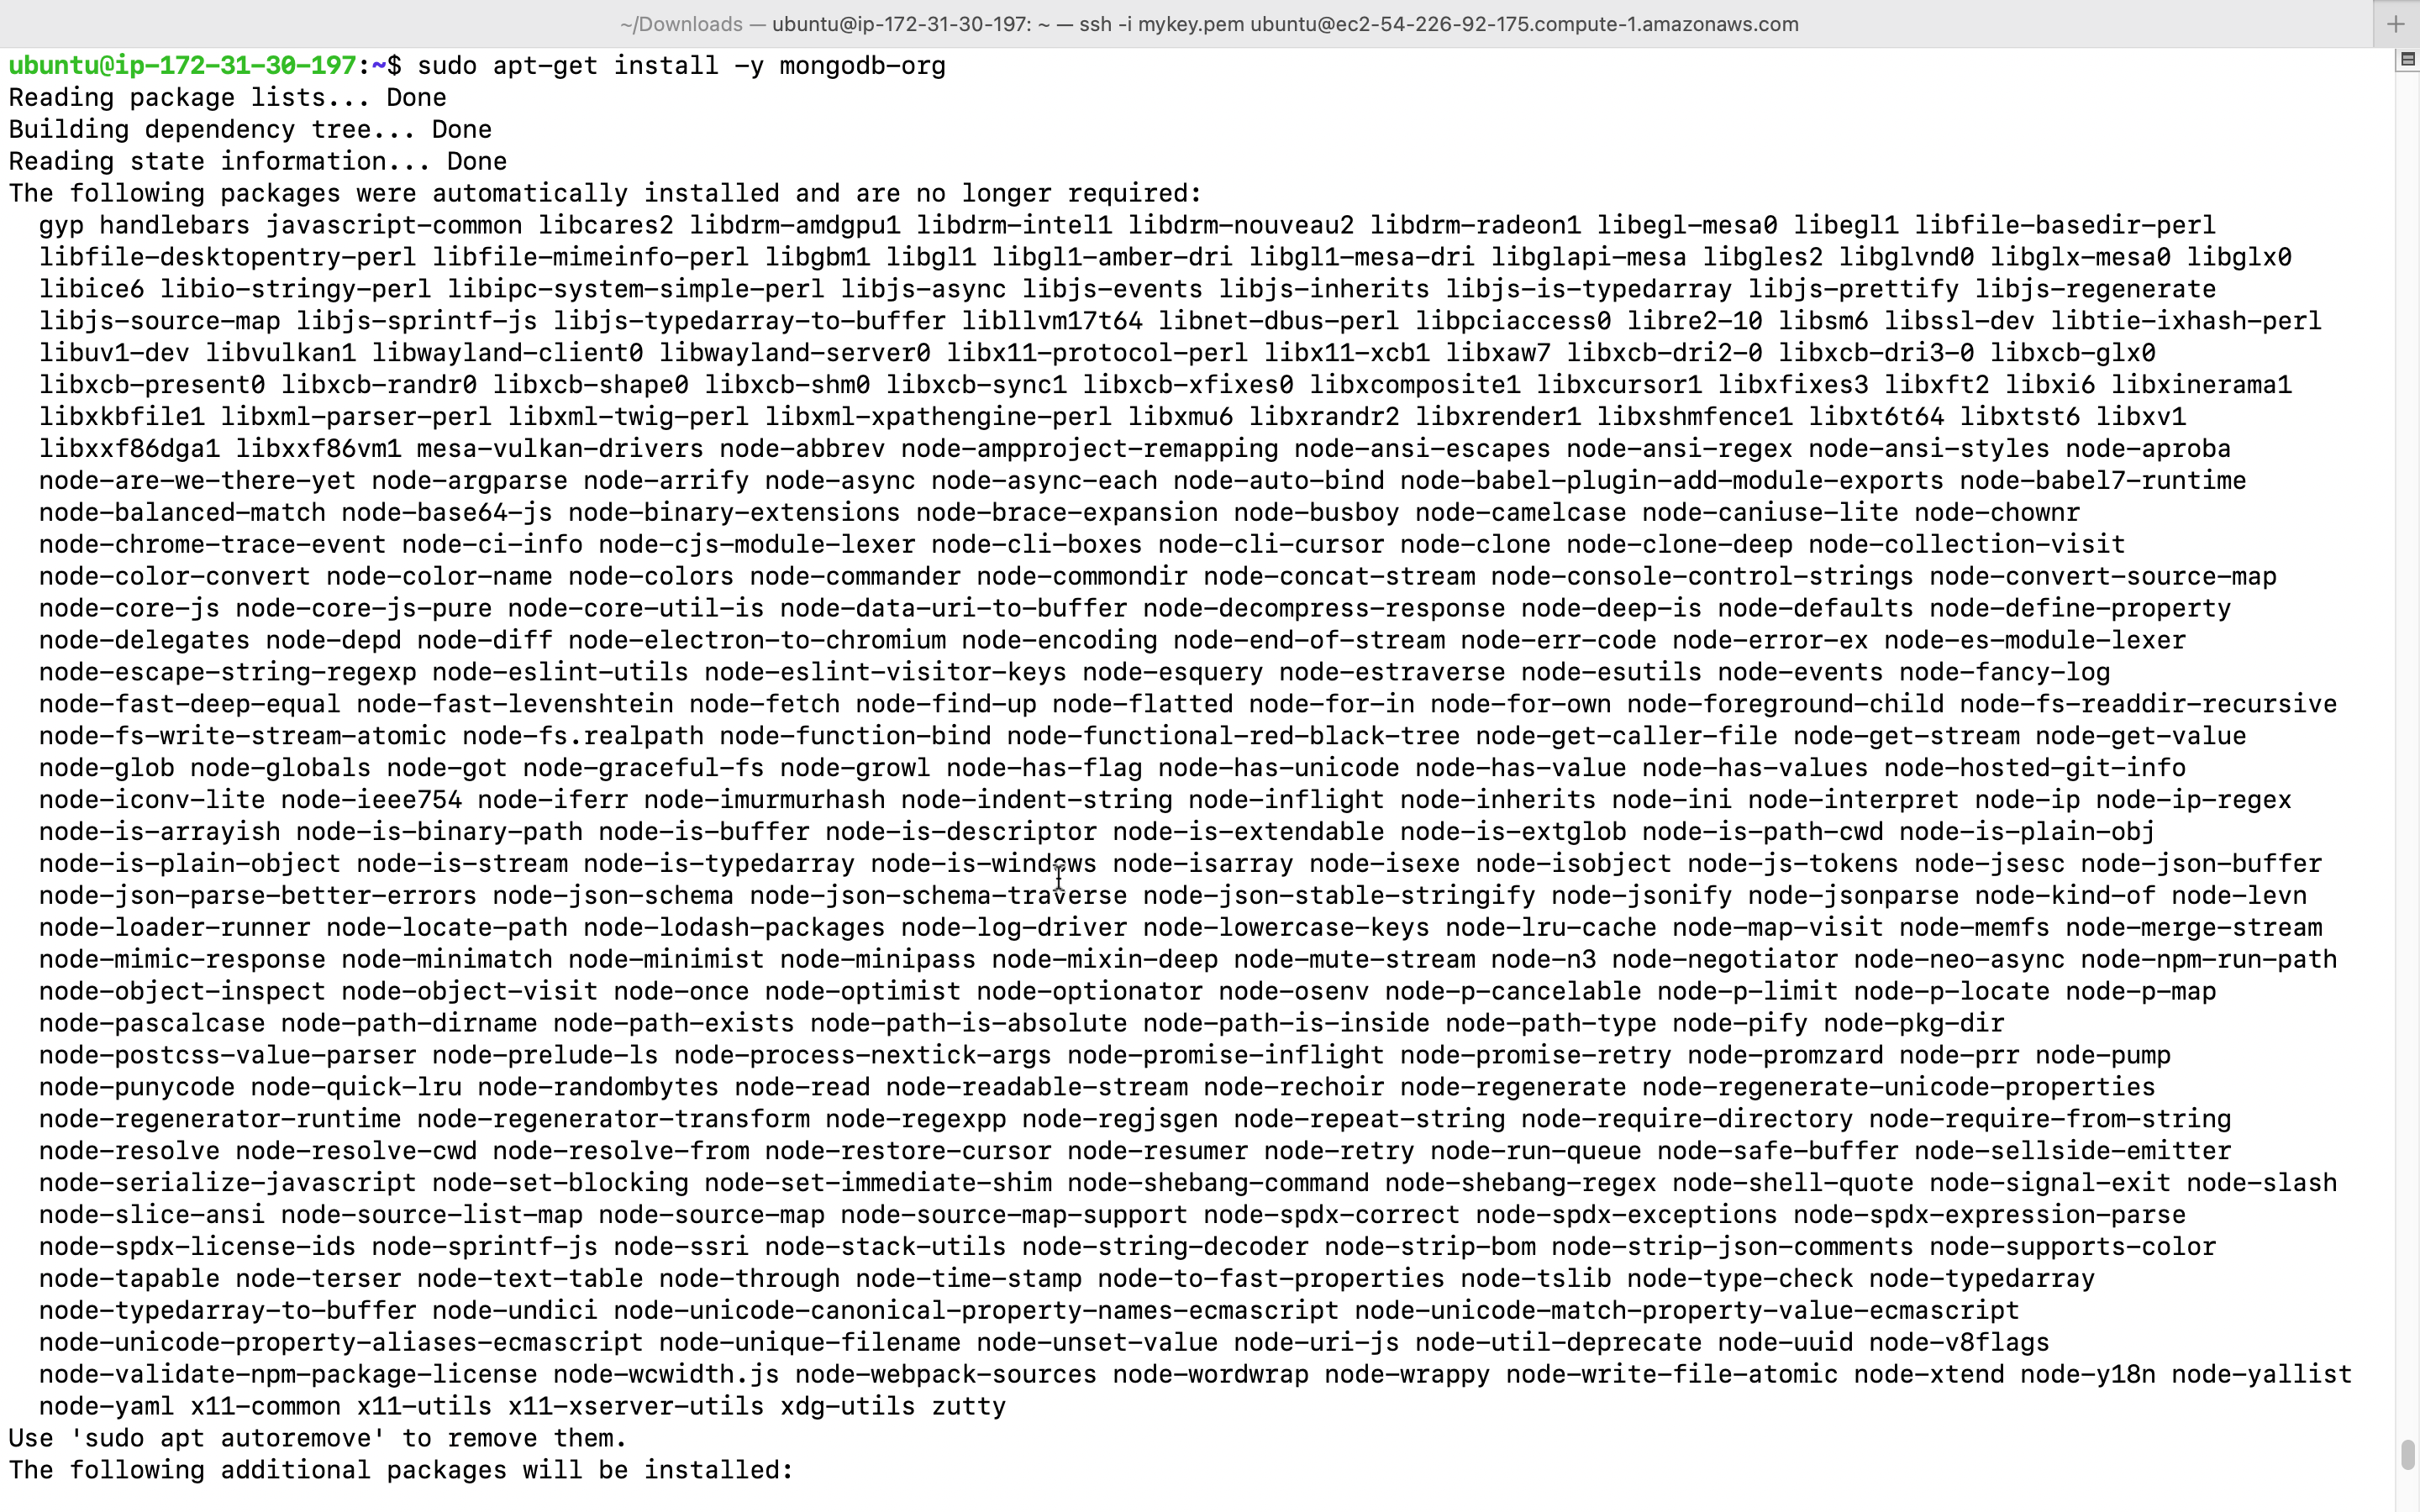 ~/Downloads — ubuntu@ip-172-31-30-197: ~ — ssh -i mykey.pem ubuntu@ec2-54-226-92-175.compute-1.amazonaws.com
ubuntu@ip-172-31-30-197:~$ sudo apt-get install -y mongodb-org
Reading package lists... Done
Building dependency tree... Done
Reading state information... Done
The following packages were automatically installed and are no longer required:
  gyp handlebars javascript-common libcares2 libdrm-amdgpu1 libdrm-intel1 libdrm-nouveau2 libdrm-radeon1 libegl-mesa0 libegl1 libfile-basedir-perl
  libfile-desktopentry-perl libfile-mimeinfo-perl libgbm1 libgl1 libgl1-amber-dri libgl1-mesa-dri libglapi-mesa libgles2 libglvnd0 libglx-mesa0 libglx0
  libice6 libio-stringy-perl libipc-system-simple-perl libjs-async libjs-events libjs-inherits libjs-is-typedarray libjs-prettify libjs-regenerate
  libjs-source-map libjs-sprintf-js libjs-typedarray-to-buffer libllvm17t64 libnet-dbus-perl libpciaccess0 libre2-10 libsm6 libssl-dev libtie-ixhash-perl
  libuv1-dev libvulkan1 libwayland-client0 libwayland-server0 libx11-protocol-perl libx11-xcb1 libxaw7 libxcb-dri2-0 libxcb-dri3-0 libxcb-glx0
  libxcb-present0 libxcb-randr0 libxcb-shape0 libxcb-shm0 libxcb-sync1 libxcb-xfixes0 libxcomposite1 libxcursor1 libxfixes3 libxft2 libxi6 libxinerama1
  libxkbfile1 libxml-parser-perl libxml-twig-perl libxml-xpathengine-perl libxmu6 libxrandr2 libxrender1 libxshmfence1 libxt6t64 libxtst6 libxv1
  libxxf86dga1 libxxf86vm1 mesa-vulkan-drivers node-abbrev node-ampproject-remapping node-ansi-escapes node-ansi-regex node-ansi-styles node-aproba
  node-are-we-there-yet node-argparse node-arrify node-async node-async-each node-auto-bind node-babel-plugin-add-module-exports node-babel7-runtime
  node-balanced-match node-base64-js node-binary-extensions node-brace-expansion node-busboy node-camelcase node-caniuse-lite node-chownr
  node-chrome-trace-event node-ci-info node-cjs-module-lexer node-cli-boxes node-cli-cursor node-clone node-clone-deep node-collection-visit
  node-color-convert node-color-name node-colors node-commander node-commondir node-concat-stream node-console-control-strings node-convert-source-map
  node-core-js node-core-js-pure node-core-util-is node-data-uri-to-buffer node-decompress-response node-deep-is node-defaults node-define-property
  node-delegates node-depd node-diff node-electron-to-chromium node-encoding node-end-of-stream node-err-code node-error-ex node-es-module-lexer
  node-escape-string-regexp node-eslint-utils node-eslint-visitor-keys node-esquery node-estraverse node-esutils node-events node-fancy-log
  node-fast-deep-equal node-fast-levenshtein node-fetch node-find-up node-flatted node-for-in node-for-own node-foreground-child node-fs-readdir-recursive
  node-fs-write-stream-atomic node-fs.realpath node-function-bind node-functional-red-black-tree node-get-caller-file node-get-stream node-get-value
  node-glob node-globals node-got node-graceful-fs node-growl node-has-flag node-has-unicode node-has-value node-has-values node-hosted-git-info
  node-iconv-lite node-ieee754 node-iferr node-imurmurhash node-indent-string node-inflight node-inherits node-ini node-interpret node-ip node-ip-regex
  node-is-arrayish node-is-binary-path node-is-buffer node-is-descriptor node-is-extendable node-is-extglob node-is-path-cwd node-is-plain-obj
  node-is-plain-object node-is-stream node-is-typedarray node-is-windows node-isarray node-isexe node-isobject node-js-tokens node-jsesc node-json-buffer
  node-json-parse-better-errors node-json-schema node-json-schema-traverse node-json-stable-stringify node-jsonify node-jsonparse node-kind-of node-levn
  node-loader-runner node-locate-path node-lodash-packages node-log-driver node-lowercase-keys node-lru-cache node-map-visit node-memfs node-merge-stream
  node-mimic-response node-minimatch node-minimist node-minipass node-mixin-deep node-mute-stream node-n3 node-negotiator node-neo-async node-npm-run-path
  node-object-inspect node-object-visit node-once node-optimist node-optionator node-osenv node-p-cancelable node-p-limit node-p-locate node-p-map
  node-pascalcase node-path-dirname node-path-exists node-path-is-absolute node-path-is-inside node-path-type node-pify node-pkg-dir
  node-postcss-value-parser node-prelude-ls node-process-nextick-args node-promise-inflight node-promise-retry node-promzard node-prr node-pump
  node-punycode node-quick-lru node-randombytes node-read node-readable-stream node-rechoir node-regenerate node-regenerate-unicode-properties
  node-regenerator-runtime node-regenerator-transform node-regexpp node-regjsgen node-repeat-string node-require-directory node-require-from-string
  node-resolve node-resolve-cwd node-resolve-from node-restore-cursor node-resumer node-retry node-run-queue node-safe-buffer node-sellside-emitter
  node-serialize-javascript node-set-blocking node-set-immediate-shim node-shebang-command node-shebang-regex node-shell-quote node-signal-exit node-slash
  node-slice-ansi node-source-list-map node-source-map node-source-map-support node-spdx-correct node-spdx-exceptions node-spdx-expression-parse
  node-spdx-license-ids node-sprintf-js node-ssri node-stack-utils node-string-decoder node-strip-bom node-strip-json-comments node-supports-color
  node-tapable node-terser node-text-table node-through node-time-stamp node-to-fast-properties node-tslib node-type-check node-typedarray
  node-typedarray-to-buffer node-undici node-unicode-canonical-property-names-ecmascript node-unicode-match-property-value-ecmascript
  node-unicode-property-aliases-ecmascript node-unique-filename node-unset-value node-uri-js node-util-deprecate node-uuid node-v8flags
  node-validate-npm-package-license node-wcwidth.js node-webpack-sources node-wordwrap node-wrappy node-write-file-atomic node-xtend node-y18n node-yallist
  node-yaml x11-common x11-utils x11-xserver-utils xdg-utils zutty
Use 'sudo apt autoremove' to remove them.
The following additional packages will be installed: